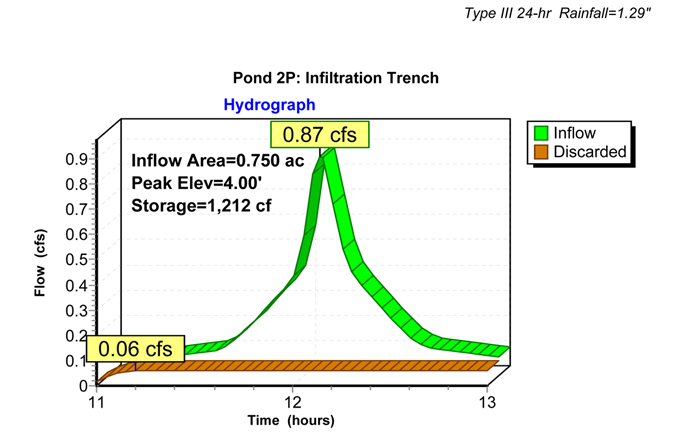 Type III 24-hr Rainfall=1.29"
Pond 2P: Infiltration Trench
Hydrograph
0.87 cfs
Inflow
Discarded
Inflow Area=0.750 ac
Peak Elev=4.00'
Storage=1,212 cf
0.9
0.8
0.7
0.6
0.5
0.4
0.3
0.2
0.1
0
Flow (cfs)
0.06 cfs
11
12
13
Time (hours)